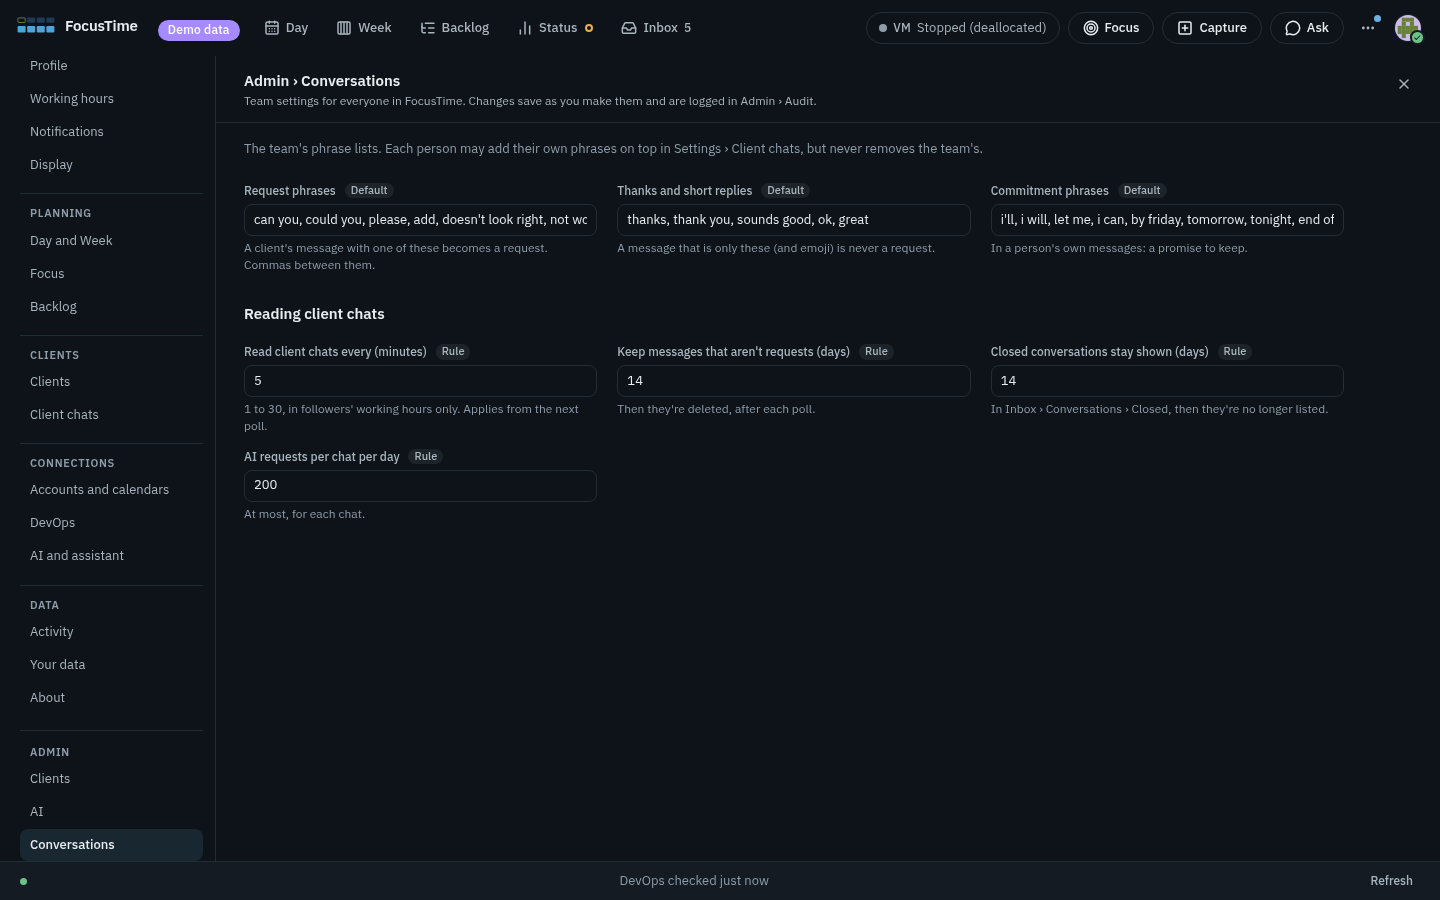 FocusTime
Demo data
Day
Week
Backlog
Status
Inbox 5
VM Stopped (deallocated)
Focus
Capture
Ask
Profile
Working hours
Notifications
Display
PLANNING
Day and Week
Focus
Backlog
CLIENTS
Clients
Client chats
CONNECTIONS
Accounts and calendars
DevOps
AI and assistant
DATA
Activity
Your data
About
ADMIN
Clients
AI
Conversations
Admin › Conversations
Team settings for everyone in FocusTime. Changes save as you make them and are logged in Admin › Audit.
The team's phrase lists. Each person may add their own phrases on top in Settings › Client chats, but never removes the team's.
Request phrases Default
can you, could you, please, add, doesn't look right, not wo
A client's message with one of these becomes a request.
Commas between them.
Thanks and short replies Default
thanks, thank you, sounds good, ok, great
A message that is only these (and emoji) is never a request.
Commitment phrases Default
i'll, i will, let me, i can, by friday, tomorrow, tonight, end of
In a person's own messages: a promise to keep.
Reading client chats
Read client chats every (minutes) Rule
5
1 to 30, in followers' working hours only. Applies from the next
poll.
Keep messages that aren't requests (days) Rule
14
Then they're deleted, after each poll.
Closed conversations stay shown (days) Rule
14
In Inbox › Conversations › Closed, then they're no longer listed.
AI requests per chat per day Rule
200
At most, for each chat.
DevOps checked just now
Refresh